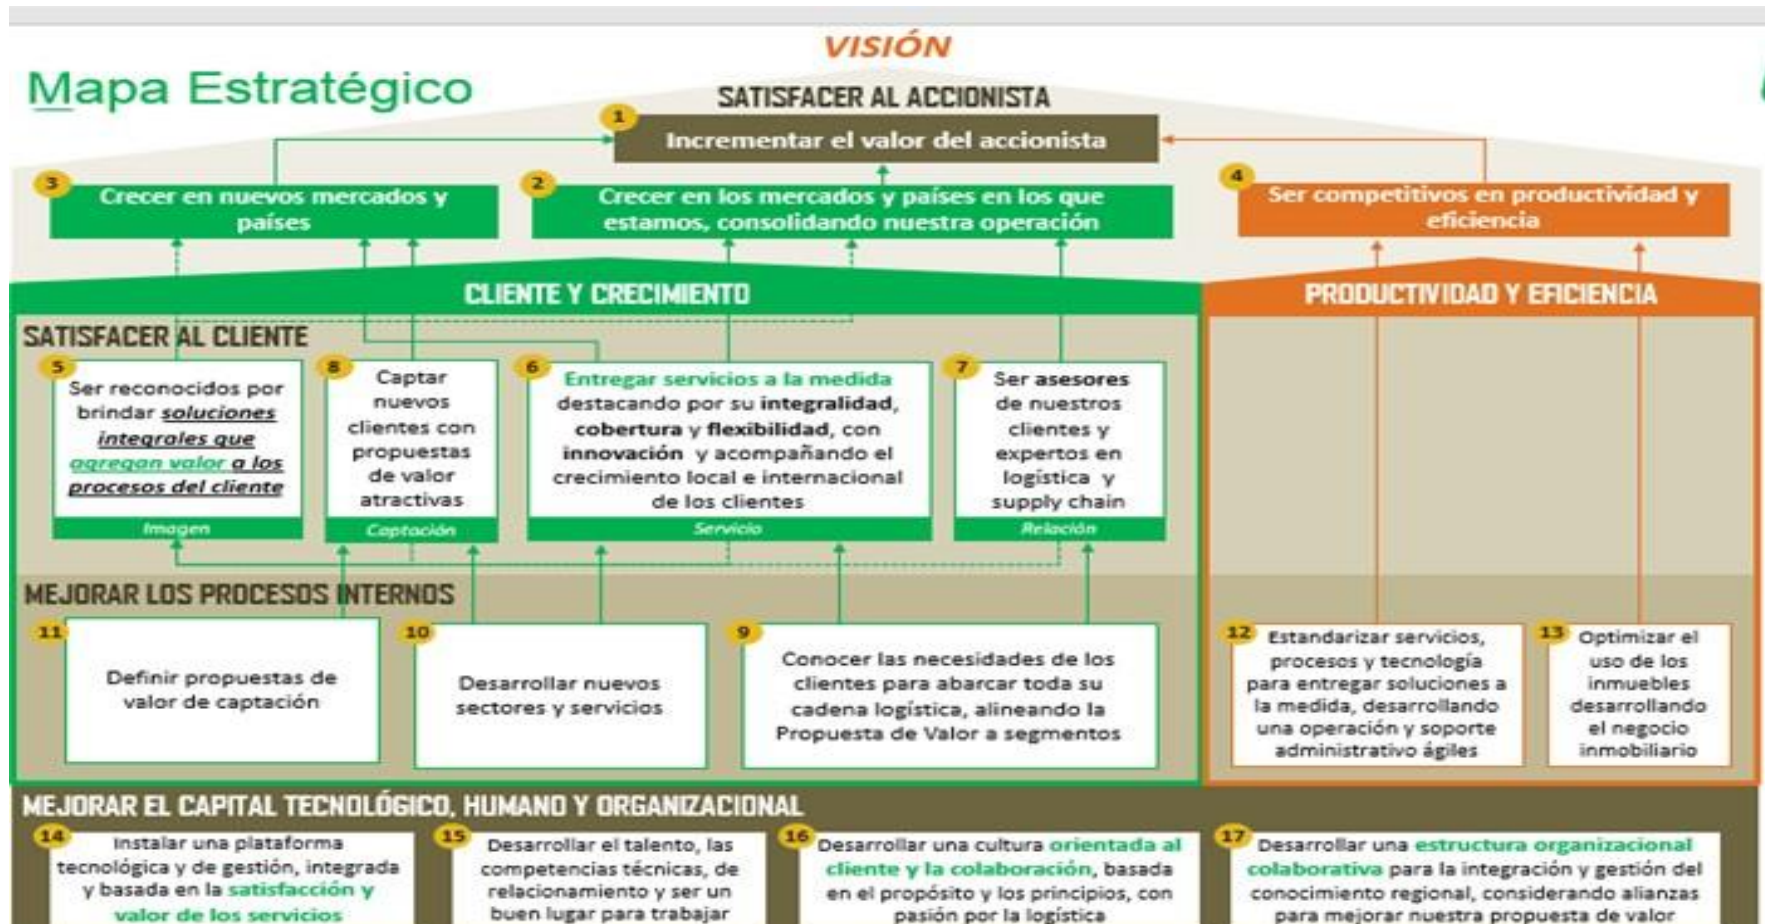 VISIÓN
Mapa Estratégico
SATISFACER AL ACCIONISTA
1
Incrementar el valor del accionista
3
Crecer en nuevos mercados y
países
2
Crecer en los mercados y países en los que
estamos, consolidando nuestra operación
4
Ser competitivos en productividad y
eficiencia
CLIENTE Y CRECIMIENTO
PRODUCTIVIDAD Y EFICIENCIA
SATISFACER AL CLIENTE
5
Ser reconocidos por
brindar soluciones
integrales que
agregan valor a los
procesos del cliente
Imagen
8
Captar
nuevos
clientes con
propuestas
de valor
atractivas
Captación
6
Entregar servicios a la medida
destacando por su integralidad,
cobertura y flexibilidad, con
innovación y acompañando el
crecimiento local e internacional
de los clientes
Servicio
7
Ser asesores
de nuestros
clientes y
expertos en
logística y
supply chain
Relación
MEJORAR LOS PROCESOS INTERNOS
11
Definir propuestas de
valor de captación
10
Desarrollar nuevos
sectores y servicios
9
Conocer las necesidades de los
clientes para abarcar toda su
cadena logística, alineando la
Propuesta de Valor a segmentos
12
Estandarizar servicios,
procesos y tecnología
para entregar soluciones a
la medida, desarrollando
una operación y soporte
administrativo ágiles
13
Optimizar el
uso de los
inmuebles
desarrollando
el negocio
inmobiliario
MEJORAR EL CAPITAL TECNOLÓGICO, HUMANO Y ORGANIZACIONAL
14
Instalar una plataforma
tecnológica y de gestión, integrada
y basada en la satisfacción y
valor de los servicios
15
Desarrollar el talento, las
competencias técnicas, de
relacionamiento y ser un
buen lugar para trabajar
16
Desarrollar una cultura orientada al
cliente y la colaboración, basada
en el propósito y los principios, con
pasión por la logística
17
Desarrollar una estructura organizacional
colaborativa para la integración y gestión del
conocimiento regional, considerando alianzas
para mejorar nuestra propuesta de valor